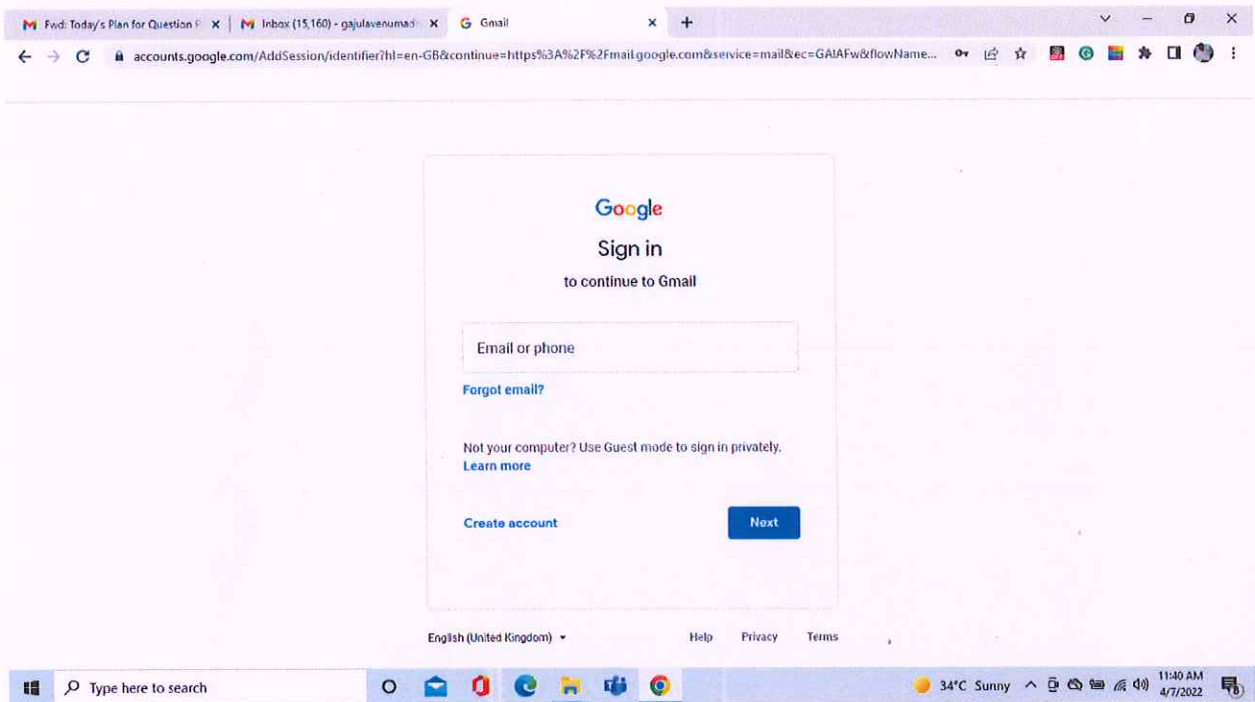 Fwd: Today's Plan for Question P
Inbox (15,160) - gajulavenumad
Gmail
accounts.google.com/AddSession/identifier?hl=en-GB&continue=https%3A%2F%2Fmail.google.com&service=mail&ec=GAlAFw&flowName...
Google
Sign in
to continue to Gmail
Email or phone
Forgot email?
Not your computer? Use Guest mode to sign in privately.
Learn more
Create account
Next
English (United Kingdom)
Help Privacy Terms
Type here to search
34°C Sunny
11:40 AM
4/7/2022
8